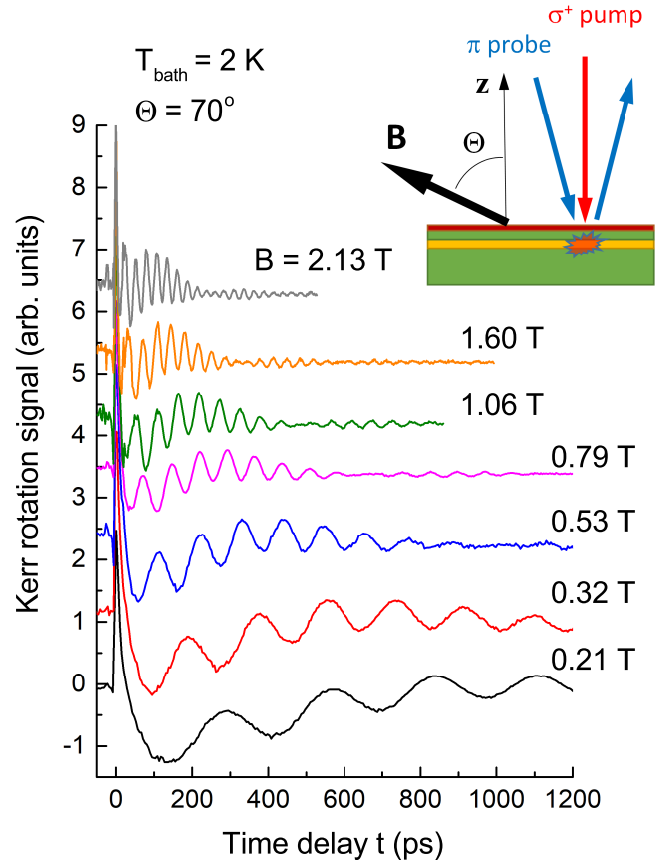 σ⁺ pump
π probe
T_bath = 2 K
Θ = 70°
z
B
Θ
9
8
7
6
5
4
3
2
1
0
-1
B = 2.13 T
1.60 T
1.06 T
0.79 T
0.53 T
0.32 T
0.21 T
Kerr rotation signal (arb. units)
0
200
400
600
800
1000
1200
Time delay t (ps)